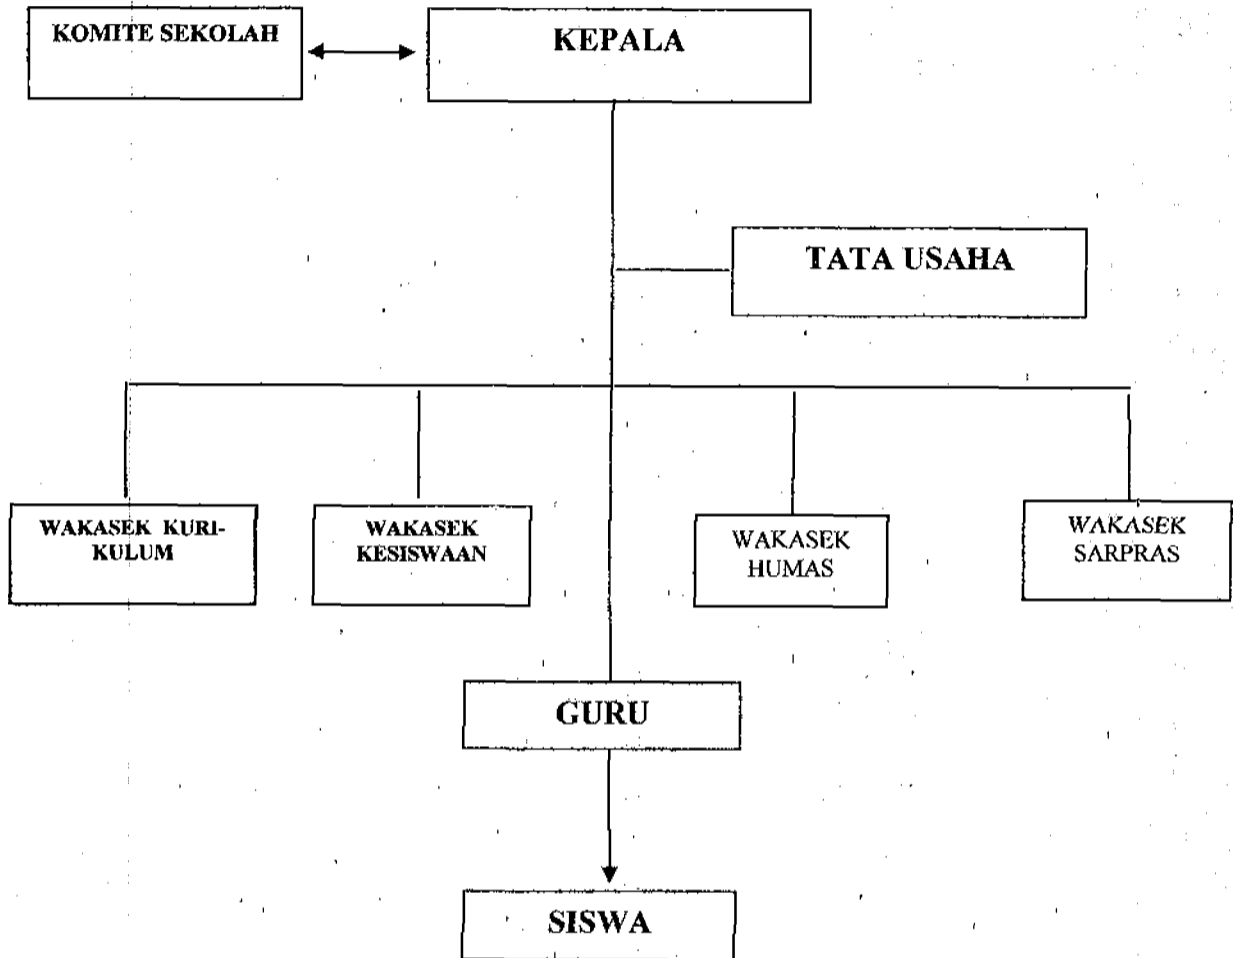 KOMITE SEKOLAH
KEPALA
TATA USAHA
WAKASEK KURI-
KULUM
WAKASEK
KESISWAAN
WAKASEK
HUMAS
WAKASEK
SARPRAS
GURU
SISWA